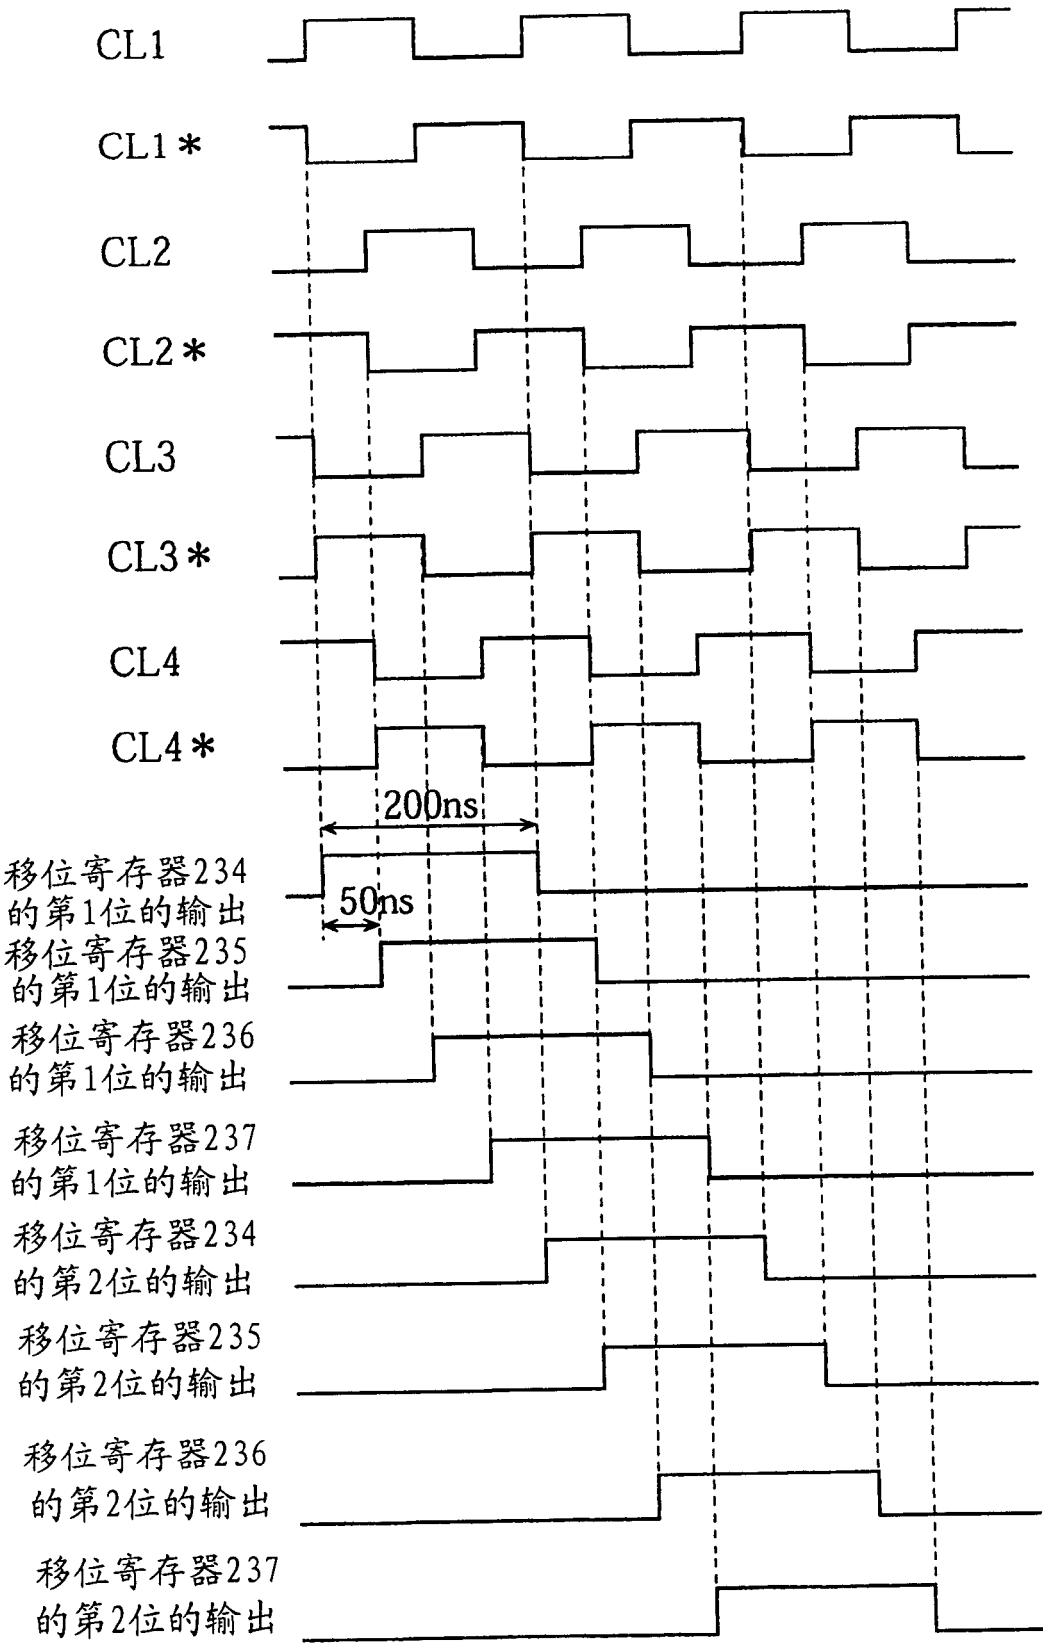 CL1
CL1*
CL2
CL2*
CL3
CL3*
CL4
CL4*
200ns
移位寄存器234
的第1位的输出
50ns
移位寄存器235
的第1位的输出
移位寄存器236
的第1位的输出
移位寄存器237
的第1位的输出
移位寄存器234
的第2位的输出
移位寄存器235
的第2位的输出
移位寄存器236
的第2位的输出
移位寄存器237
的第2位的输出